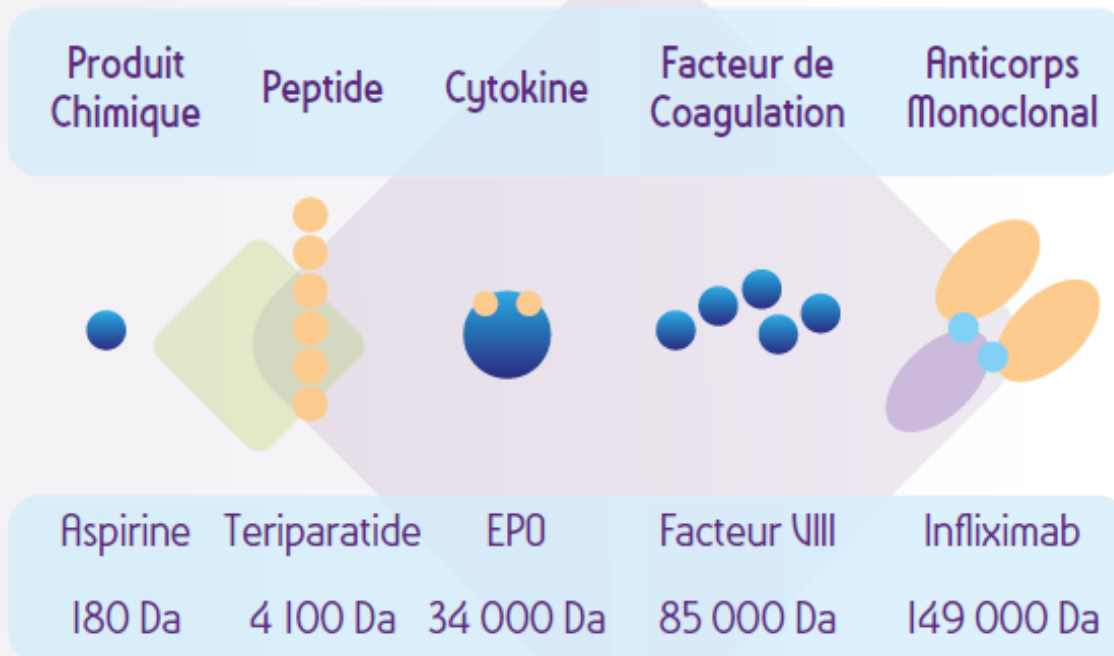 Produit Chimique
Peptide
Cytokine
Facteur de Coagulation
Anticorps Monoclonal
Aspirine Teriparatide EPO Facteur VIII Infliximab
180 Da 4 100 Da 34 000 Da 85 000 Da 149 000 Da